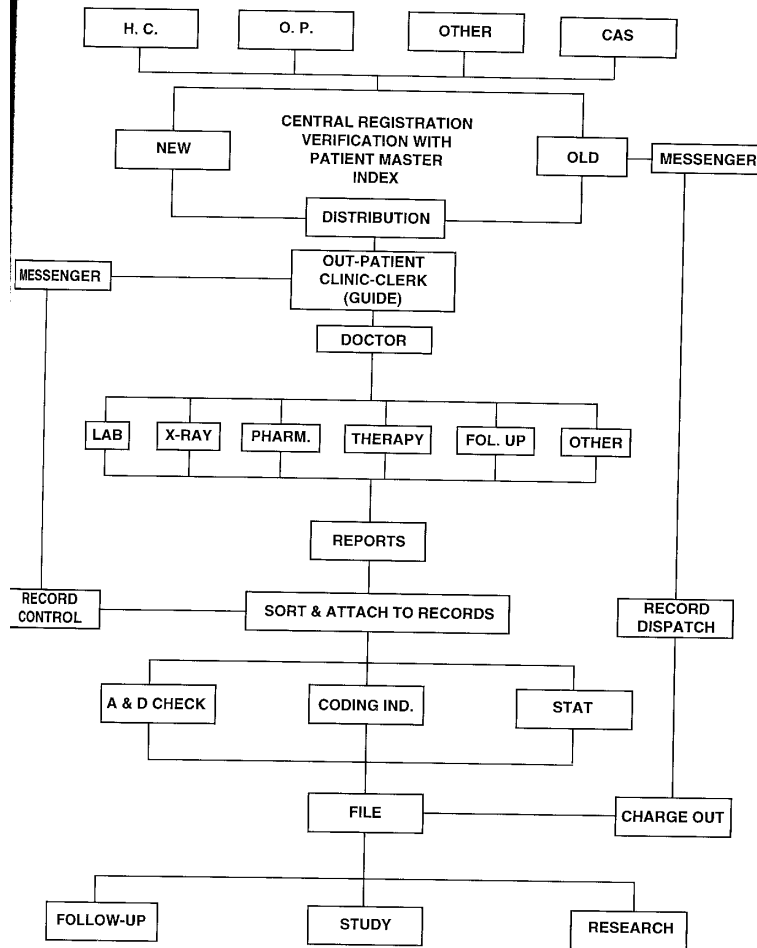 H. C.
O. P.
OTHER
CAS
CENTRAL REGISTRATION
VERIFICATION WITH
PATIENT MASTER
INDEX
NEW
OLD
MESSENGER
DISTRIBUTION
MESSENGER
OUT-PATIENT
CLINIC-CLERK
(GUIDE)
DOCTOR
LAB
X-RAY
PHARM.
THERAPY
FOL. UP
OTHER
REPORTS
RECORD
CONTROL
SORT & ATTACH TO RECORDS
RECORD
DISPATCH
A & D CHECK
CODING IND.
STAT
FILE
CHARGE OUT
FOLLOW-UP
STUDY
RESEARCH